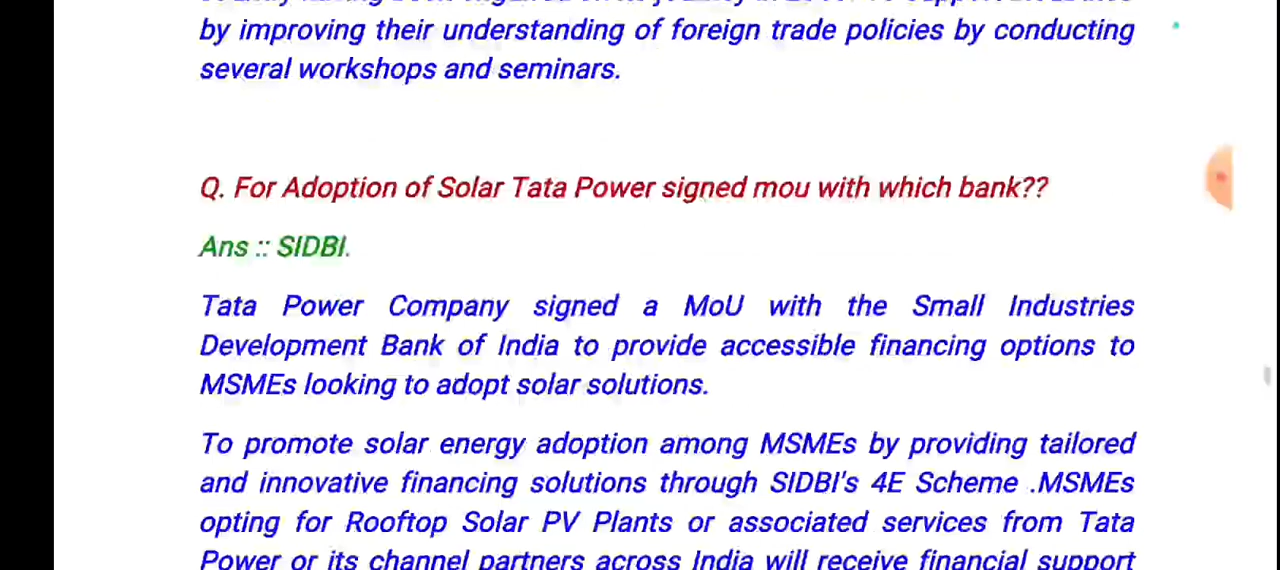 by improving their understanding of foreign trade policies by conducting
several workshops and seminars.
Q. For Adoption of Solar Tata Power signed mou with which bank??
Ans :: SIDBI.
Tata Power Company signed a MoU with the Small Industries
Development Bank of India to provide accessible financing options to
MSMEs looking to adopt solar solutions.
To promote solar energy adoption among MSMEs by providing tailored
and innovative financing solutions through SIDBI's 4E Scheme .MSMEs
opting for Rooftop Solar PV Plants or associated services from Tata
Power or its channel partners across India will receive financial support